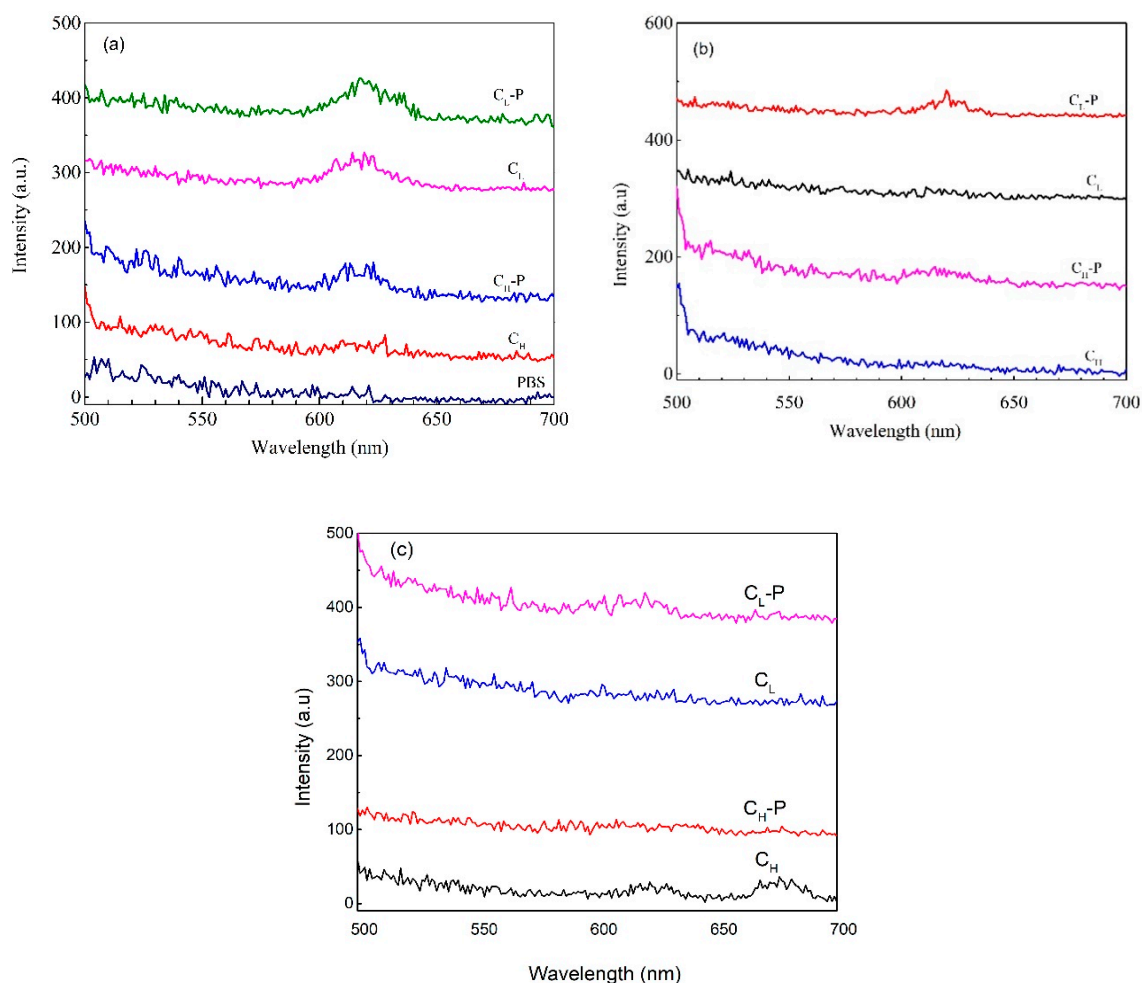 (a)
500
400
300
200
100
0
C_L-P
C_L
C_H-P
C_H
PBS
500 550 600 650 700
Wavelength (nm)
Intensity (a.u.)
(b)
600
400
200
0
C_L-P
C_L
C_H-P
C_H
500 550 600 650 700
Wavelength (nm)
Intensity (a.u)
(c)
500
400
300
200
100
0
C_L-P
C_L
C_H-P
C_H
500 550 600 650 700
Wavelength (nm)
Intensity (a.u)